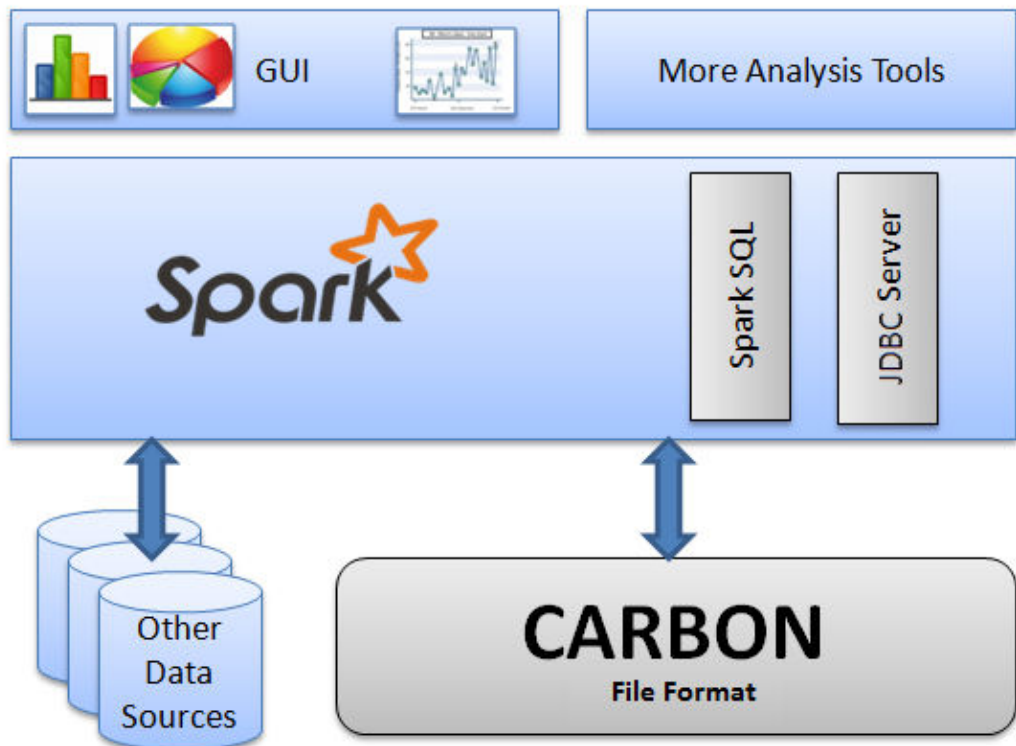 GUI
More Analysis Tools
Spark
Spark SQL
JDBC Server
Other
Data
Sources
CARBON
File Format